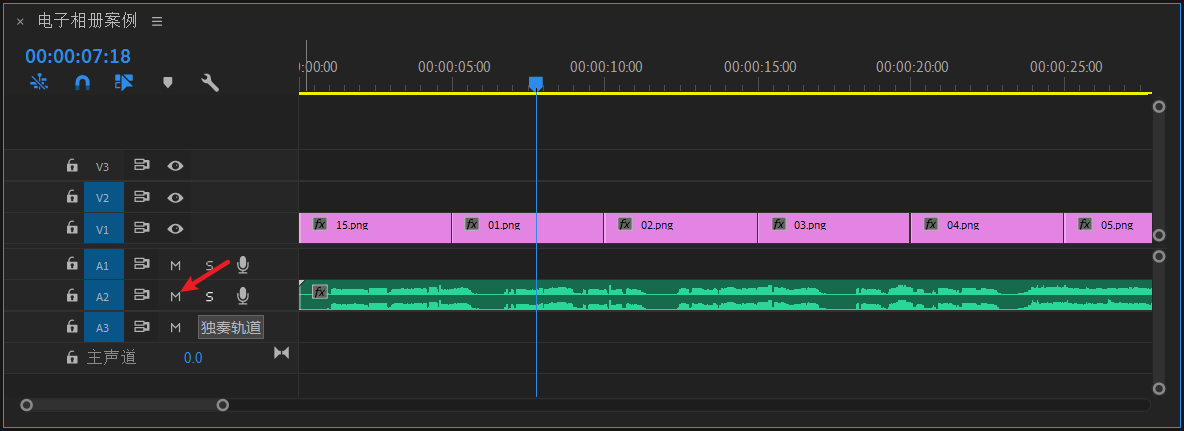 × 电子相册案例
00:00:07:18
:00:00 00:00:05:00 00:00:10:00 00:00:15:00 00:00:20:00 00:00:25:00
V3
V2
V1 fx 15.png fx 01.png fx 02.png fx 03.png fx 04.png fx 05.png
A1 M S
A2 M S fx
A3 M 独奏轨道
主声道 0.0